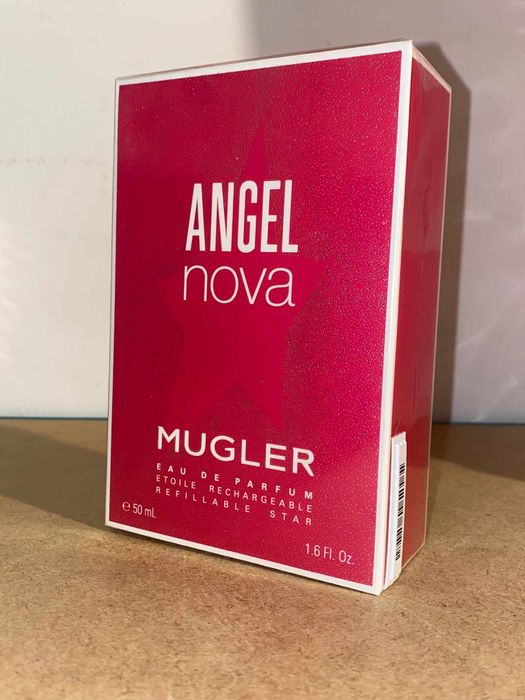 ANGEL
nova
MUGLER
EAU DE PARFUM
ETOILE RECHARGEABLE
REFILLABLE STAR
℮ 50 mL
1.6 Fl. Oz.